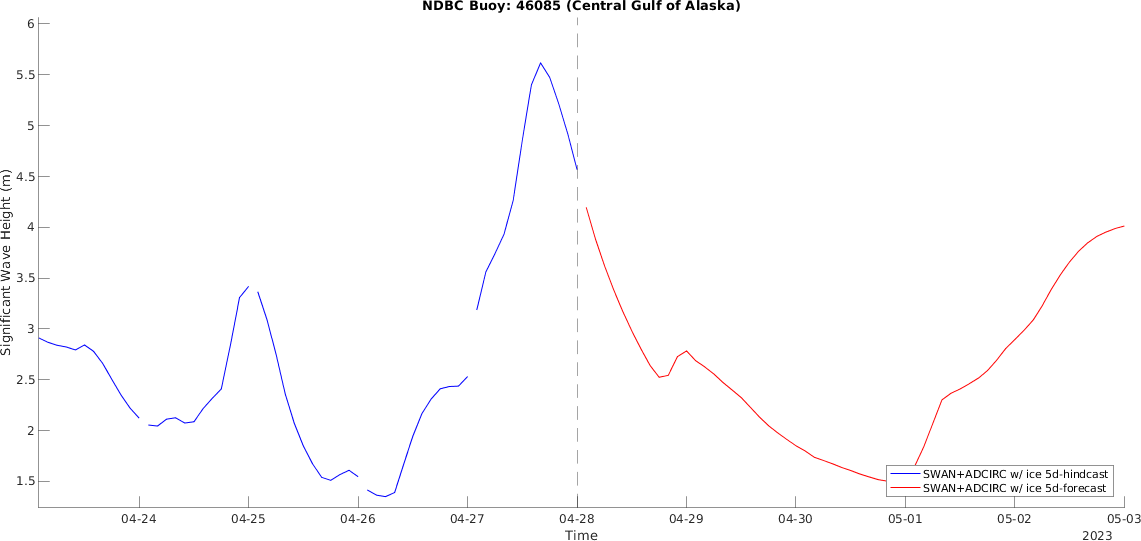 NDBC Buoy: 46085 (Central Gulf of Alaska)
6
5.5
5
4.5
4
3.5
3
2.5
2
1.5
Significant Wave Height (m)
SWAN+ADCIRC w/ ice 5d-hindcast
SWAN+ADCIRC w/ ice 5d-forecast
04-24 04-25 04-26 04-27 04-28 04-29 04-30 05-01 05-02 05-03
Time
2023